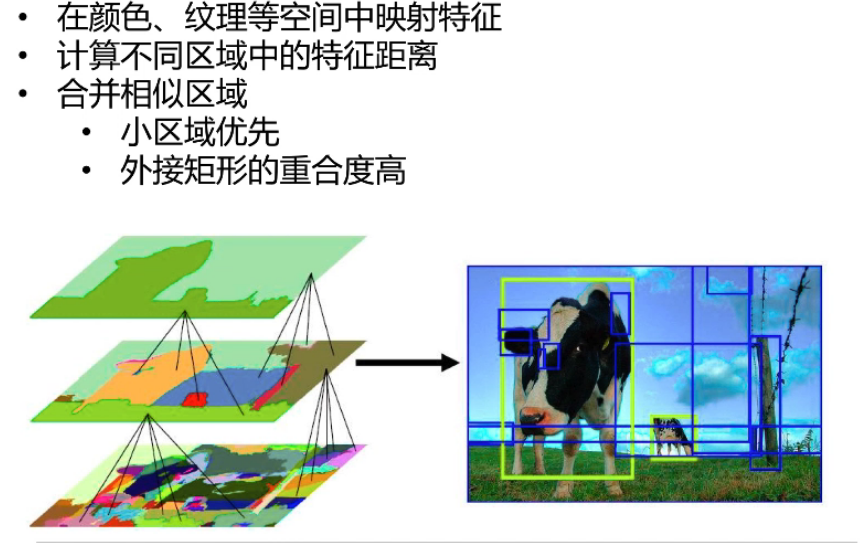 • 在颜色、纹理等空间中映射特征
• 计算不同区域中的特征距离
• 合并相似区域
• 小区域优先
• 外接矩形的重合度高